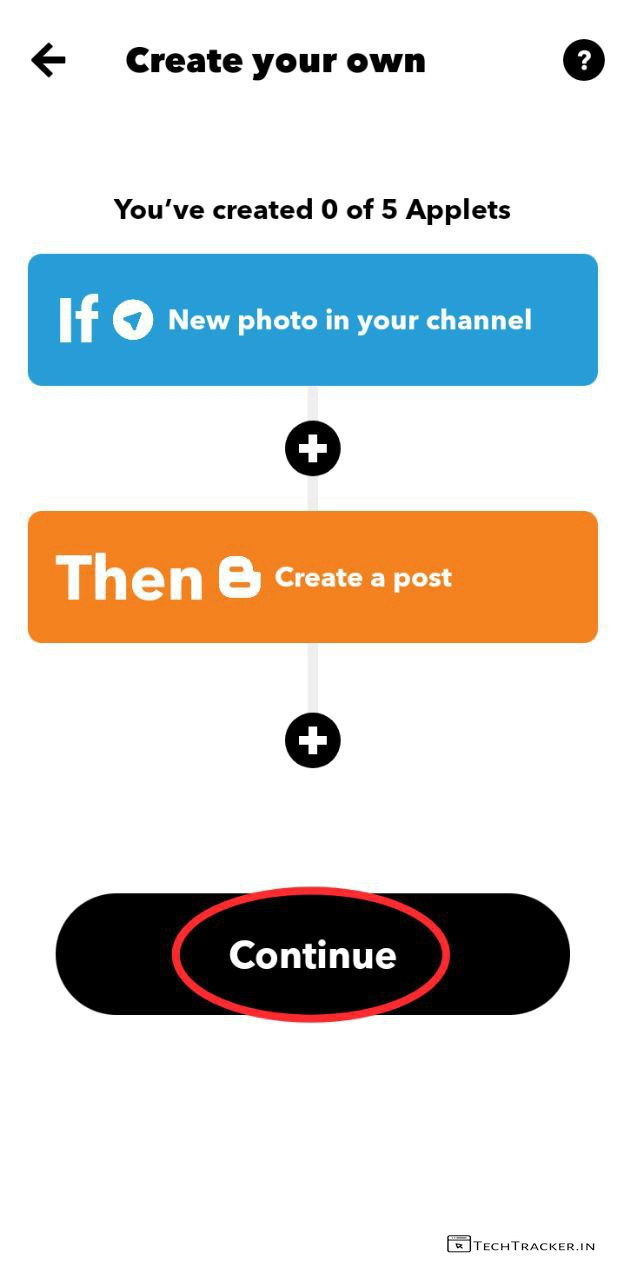 Create your own
?
You’ve created 0 of 5 Applets
If New photo in your channel
Then Create a post
Continue
TechTracker.in